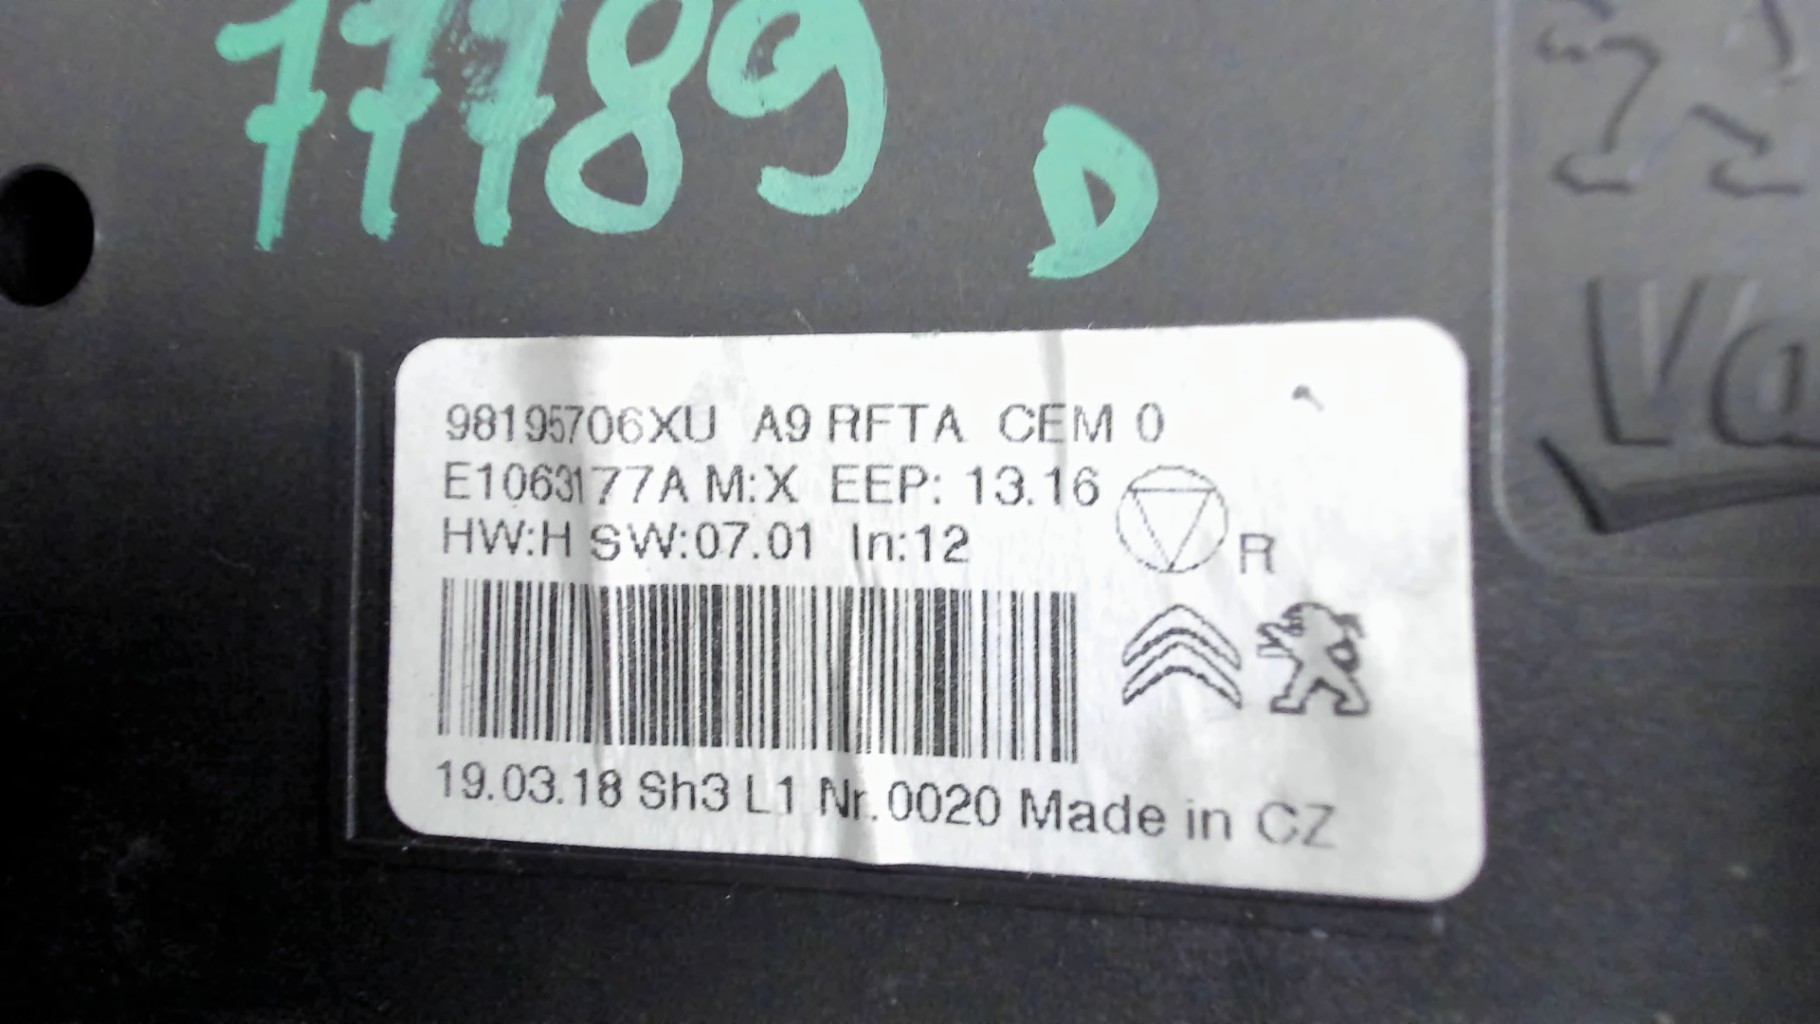 77789 D
98195706XU A9 RFTA CEM 0
E1063177A M:X EEP: 13.16
HW:H SW:07.01 In:12
R
19.03.18 Sh3 L1 Nr.0020 Made in CZ